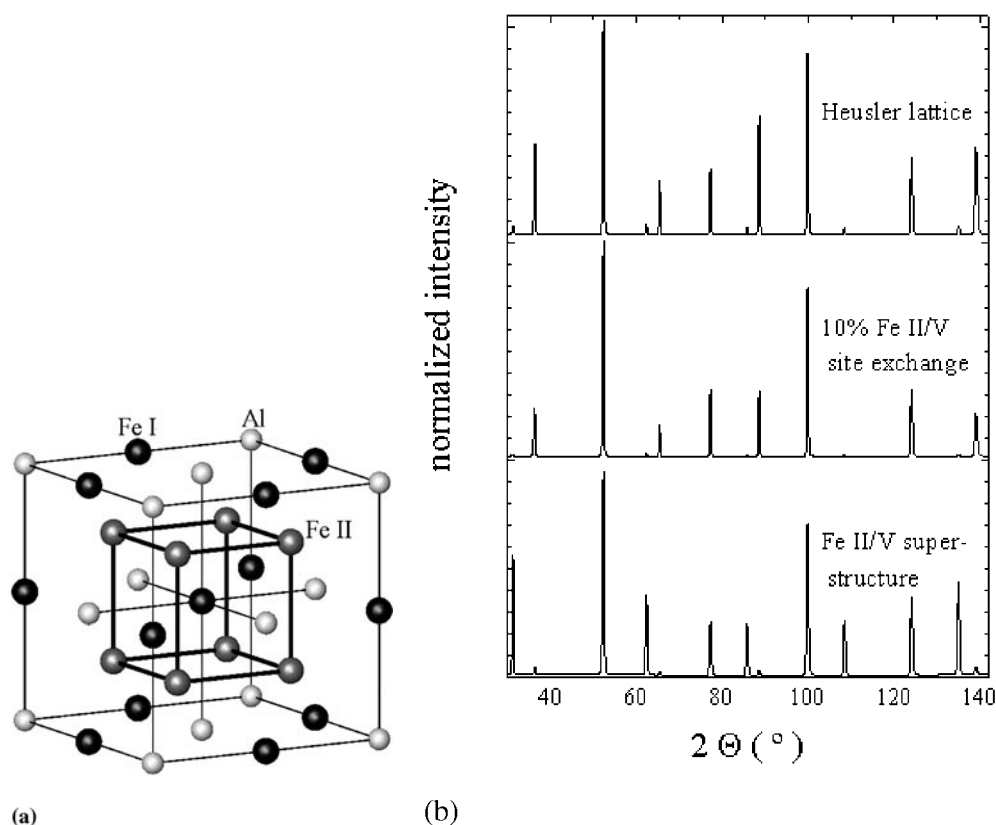 Fe I
Al
Fe II
(a)
normalized intensity
Heusler lattice
10% Fe II/V
site exchange
Fe II/V super-
structure
40 60 80 100 120 140
2 Θ ( ° )
(b)